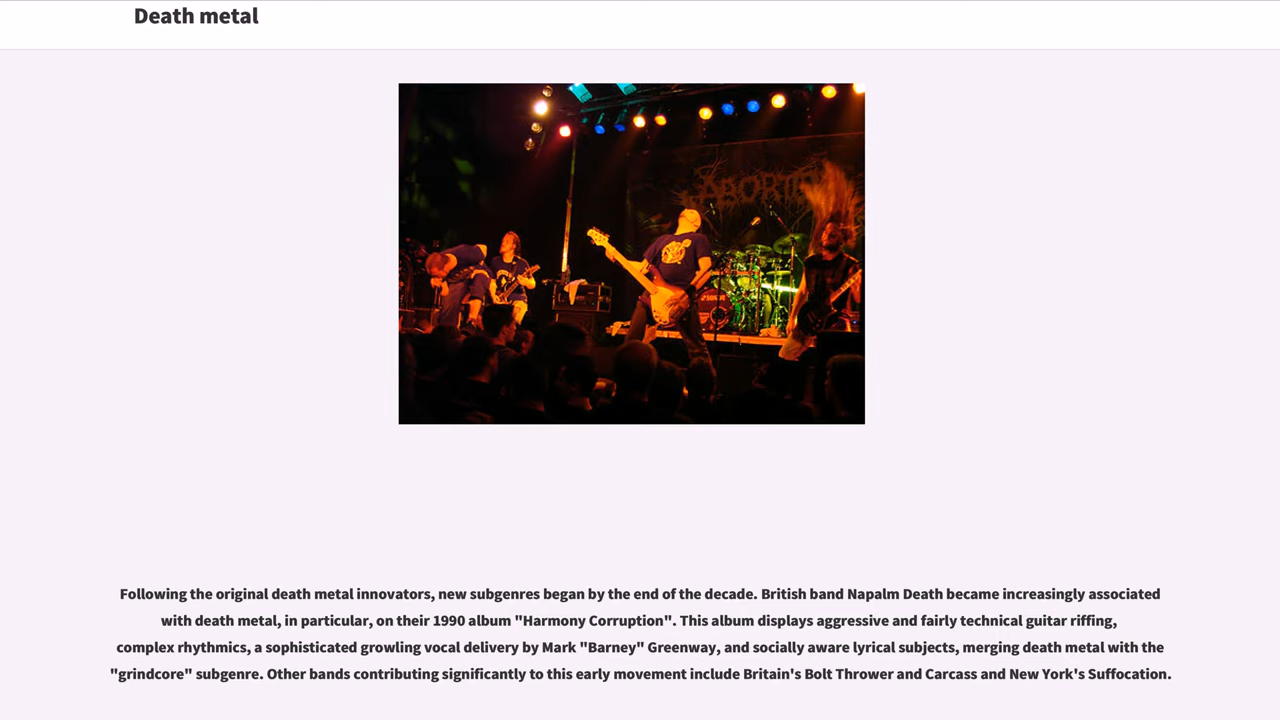 Death metal
ABORTED
Following the original death metal innovators, new subgenres began by the end of the decade. British band Napalm Death became increasingly associated
with death metal, in particular, on their 1990 album "Harmony Corruption". This album displays aggressive and fairly technical guitar riffing,
complex rhythmics, a sophisticated growling vocal delivery by Mark "Barney" Greenway, and socially aware lyrical subjects, merging death metal with the
"grindcore" subgenre. Other bands contributing significantly to this early movement include Britain's Bolt Thrower and Carcass and New York's Suffocation.